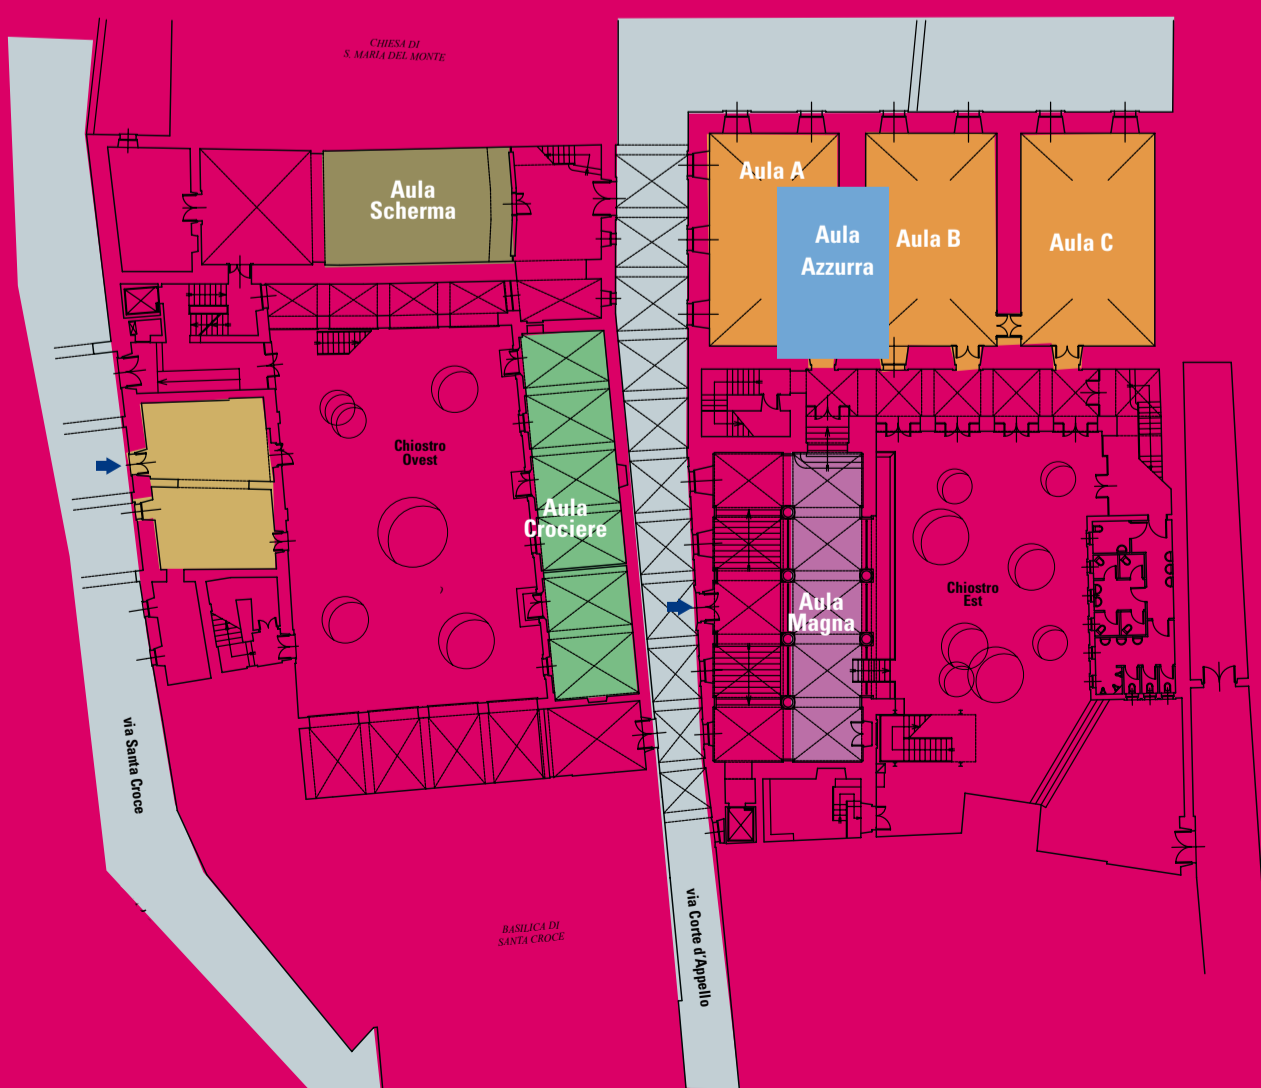 CHIESA DI
S. MARIA DEL MONTE
Aula
Scherma
Aula A
Aula
Azzurra
Aula B
Aula C
Chiostro
Ovest
Aula
Crociere
Aula
Magna
Chiostro
Est
via Santa Croce
BASILICA DI
SANTA CROCE
via Corte d'Appello